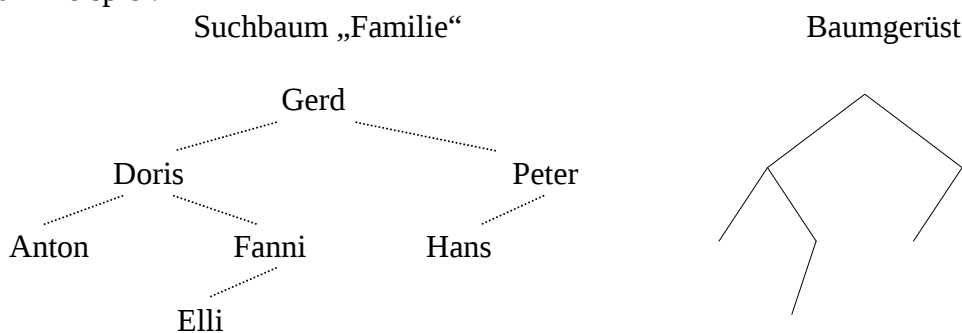 Suchbaum „Familie“ Baumgerüst
Gerd
Doris Peter
Anton Fanni Hans
Elli